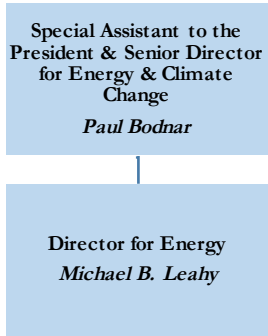 Special Assistant to the
President & Senior Director
for Energy & Climate
Change
Paul Bodnar
Director for Energy
Michael B. Leahy